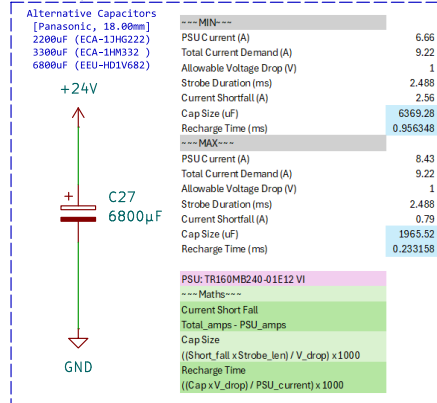 Alternative Capacitors
[Panasonic, 18.00mm]
2200uF (ECA-1JHG222)
3300uF (ECA-1HM332 )
6800uF (EEU-HD1V682)
+24V
+
C27
6800µF
GND
~~~MIN~~~
PSU Current (A) 6.66
Total Current Demand (A) 9.22
Allowable Voltage Drop (V) 1
Strobe Duration (ms) 2.488
Current Shortfall (A) 2.56
Cap Size (uF) 6369.28
Recharge Time (ms) 0.956348
~~~MAX~~~
PSU Current (A) 8.43
Total Current Demand (A) 9.22
Allowable Voltage Drop (V) 1
Strobe Duration (ms) 2.488
Current Shortfall (A) 0.79
Cap Size (uF) 1965.52
Recharge Time (ms) 0.233158
PSU: TR160MB240-01E12 VI
~~~Maths~~~
Current Short Fall
Total_amps - PSU_amps
Cap Size
((Short_fall x Strobe_len) / V_drop) x 1000
Recharge Time
((Cap x V_drop) / PSU_current) x 1000